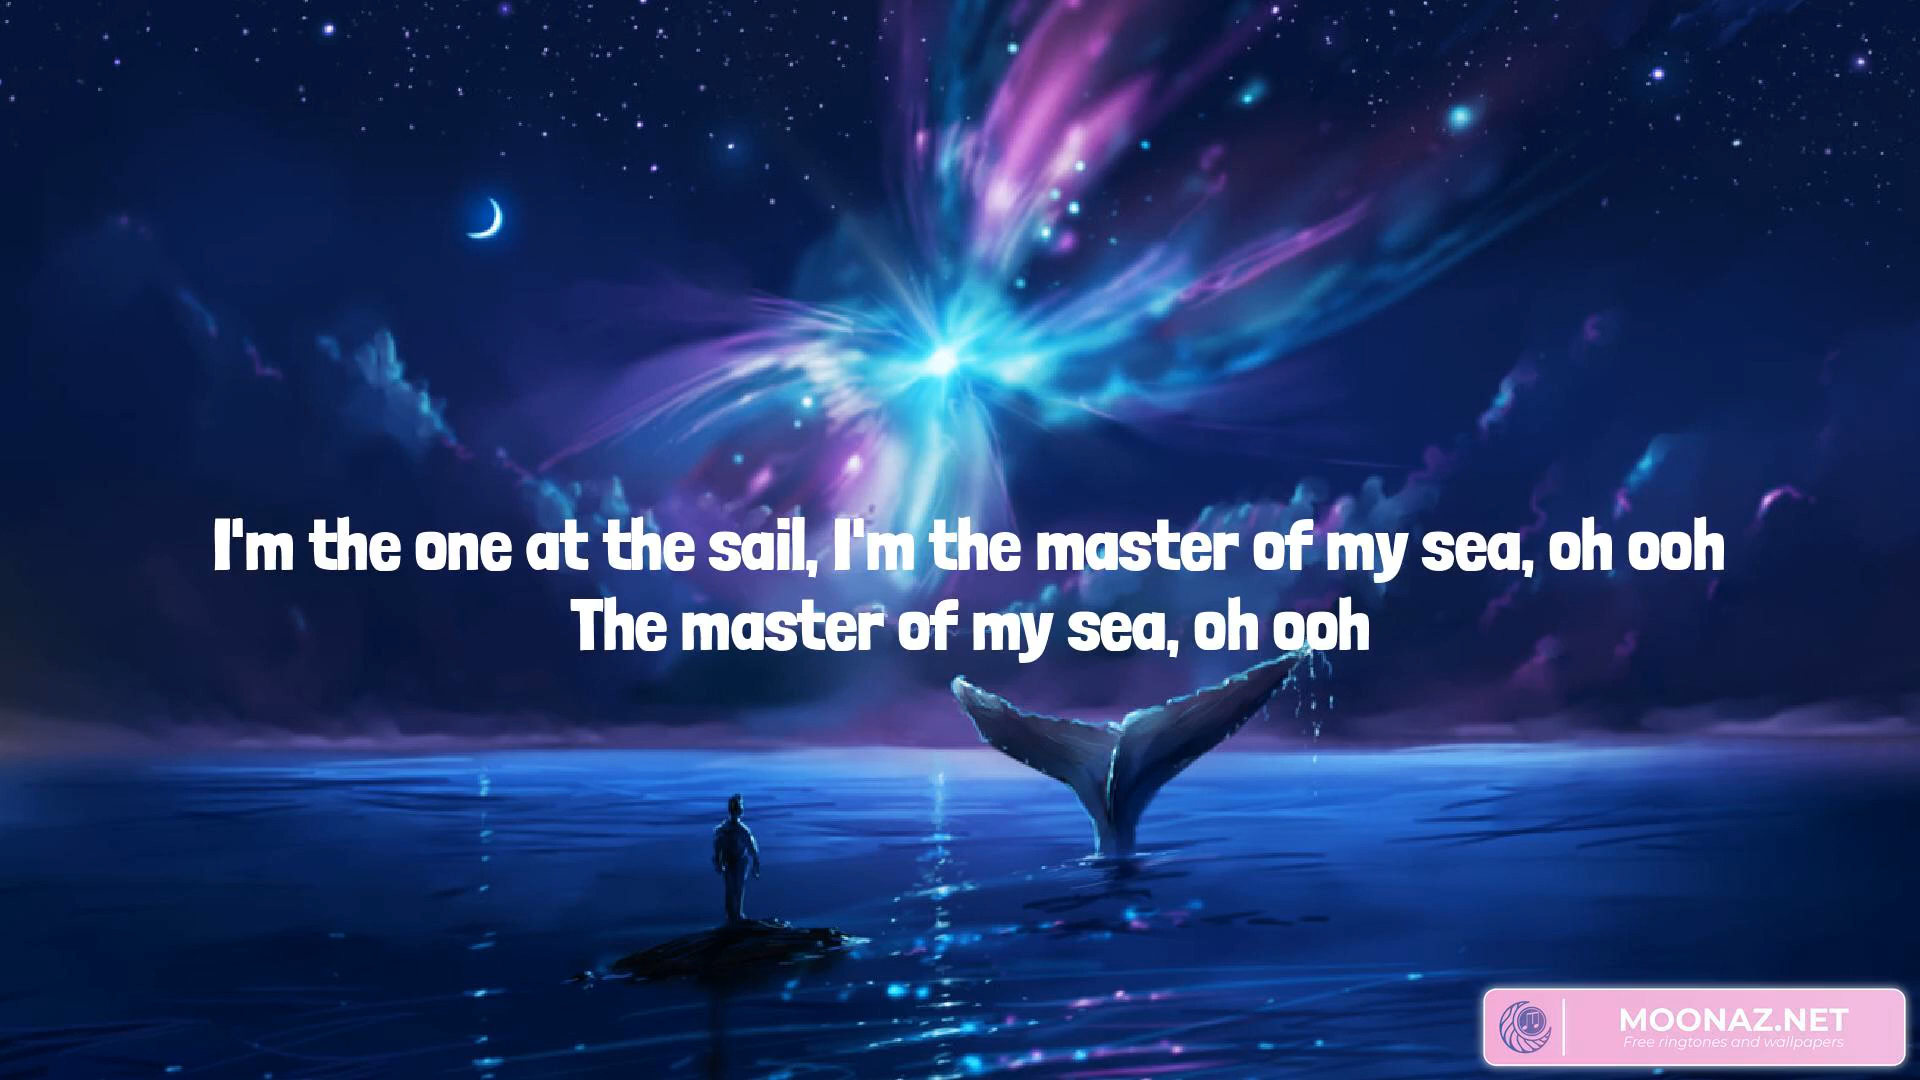 I'm the one at the sail, I'm the master of my sea, oh ooh
The master of my sea, oh ooh
MOONAZ.NET
Free ringtones and wallpapers